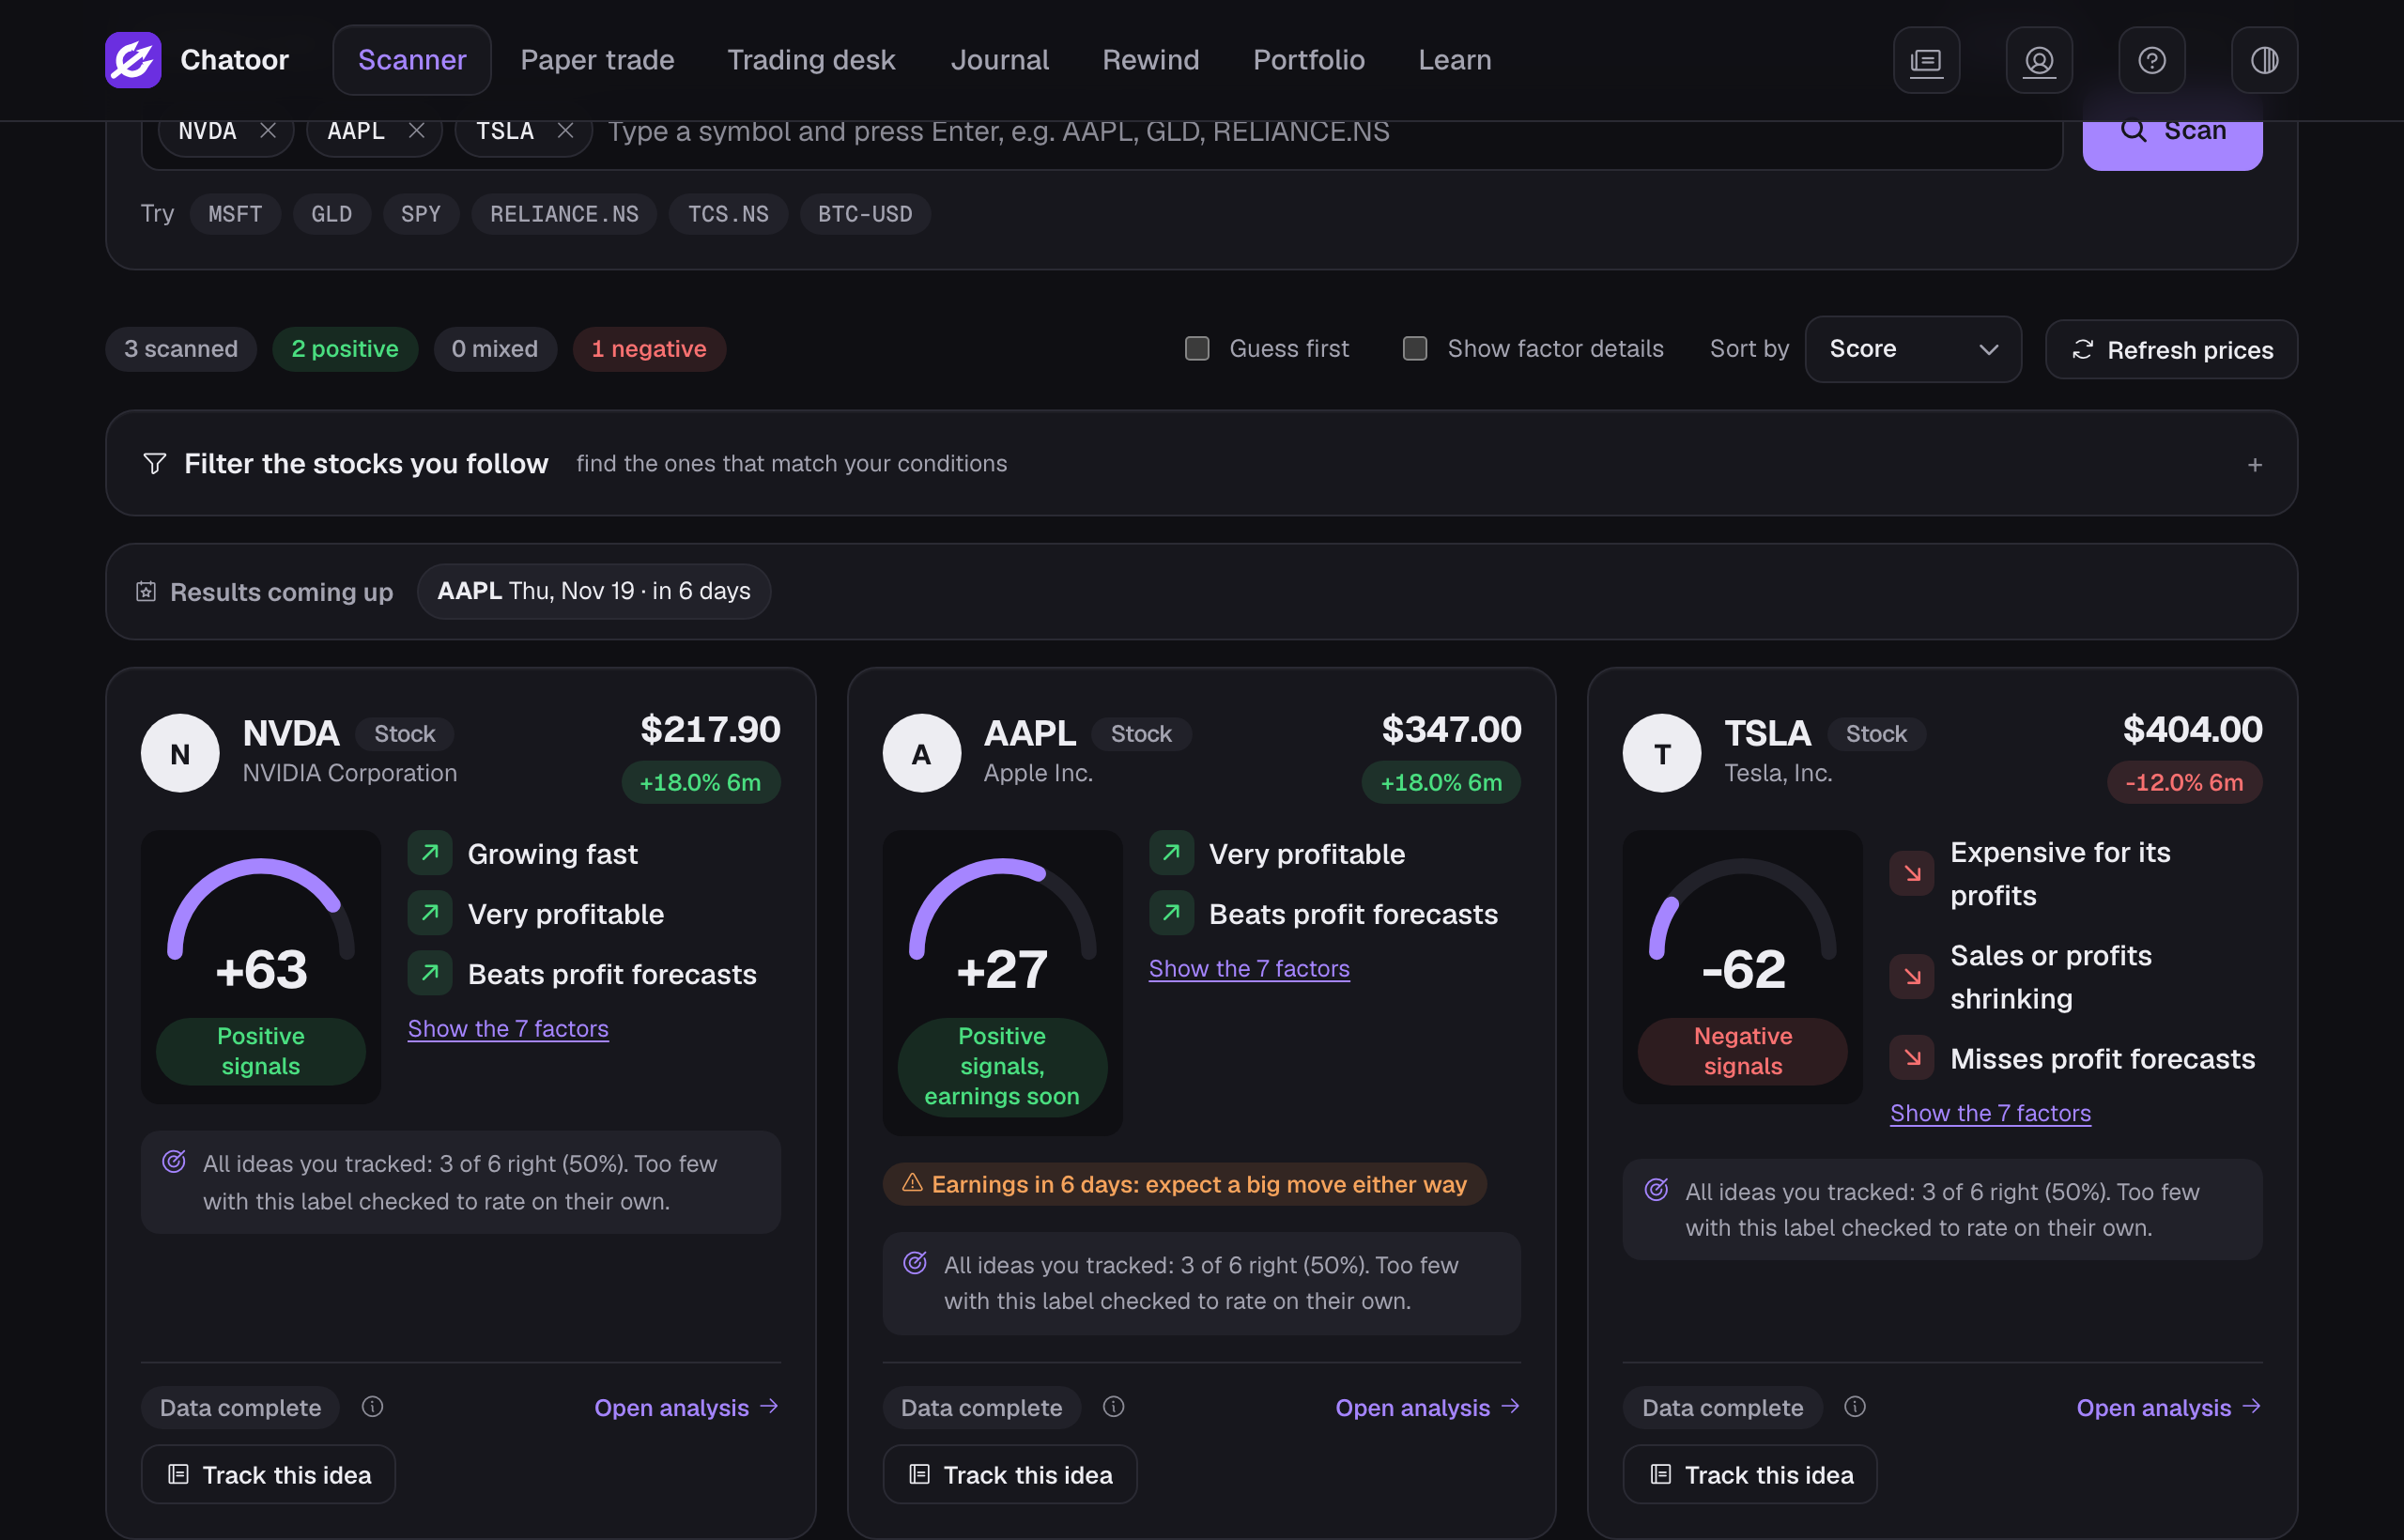 Chatoor Scanner Paper trade Trading desk Journal Rewind Portfolio Learn
NVDA AAPL TSLA Type a symbol and press Enter, e.g. AAPL, GLD, RELIANCE.NS Scan
Try MSFT GLD SPY RELIANCE.NS TCS.NS BTC-USD
3 scanned 2 positive 0 mixed 1 negative Guess first Show factor details Sort by Score Refresh prices
Filter the stocks you follow find the ones that match your conditions +
Results coming up AAPL Thu, Nov 19 · in 6 days
N
NVDA Stock $217.90
NVIDIA Corporation +18.0% 6m
+63
Positive
signals
Growing fast
Very profitable
Beats profit forecasts
Show the 7 factors
All ideas you tracked: 3 of 6 right (50%). Too few
with this label checked to rate on their own.
Data complete Open analysis →
Track this idea
A
AAPL Stock $347.00
Apple Inc. +18.0% 6m
+27
Positive
signals,
earnings soon
Very profitable
Beats profit forecasts
Show the 7 factors
Earnings in 6 days: expect a big move either way
All ideas you tracked: 3 of 6 right (50%). Too few
with this label checked to rate on their own.
Data complete Open analysis →
Track this idea
T
TSLA Stock $404.00
Tesla, Inc. -12.0% 6m
-62
Negative
signals
Expensive for its
profits
Sales or profits
shrinking
Misses profit forecasts
Show the 7 factors
All ideas you tracked: 3 of 6 right (50%). Too few
with this label checked to rate on their own.
Data complete Open analysis →
Track this idea